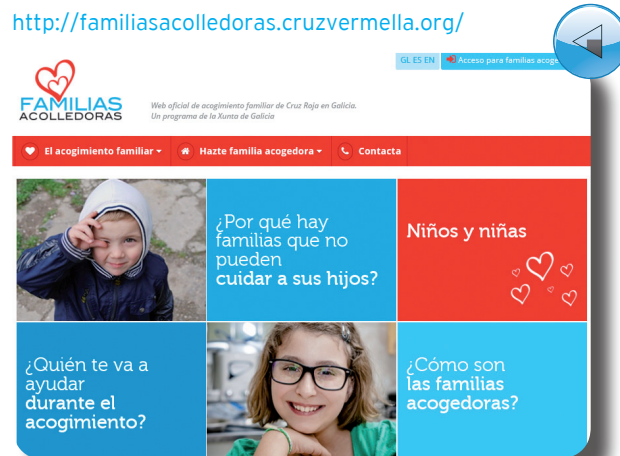 http://familiasacolledoras.cruzvermella.org/
GL ES EN
Acceso para familias
FAMILIAS
ACOLLEDORAS
Web oficial de acogimiento familiar de Cruz Roja en Galicia.
Un programa de la Xunta de Galicia
El acogimiento familiar
Hazte familia acogedora
Contacta
¿Por qué hay
familias que no
pueden
cuidar a sus hijos?
Niños y niñas
¿Quién te va a
ayudar
durante el
acogimiento?
¿Cómo son
las familias
acogedoras?